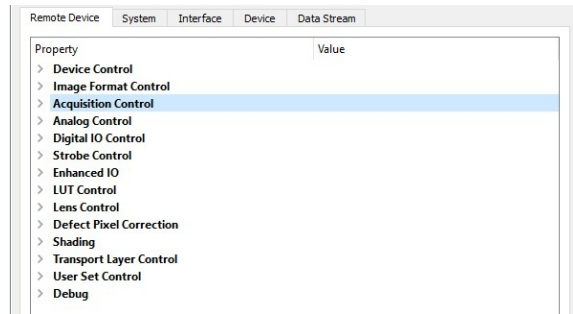 Remote Device System Interface Device Data Stream
Property Value
Device Control
Image Format Control
Acquisition Control
Analog Control
Digital IO Control
Strobe Control
Enhanced IO
LUT Control
Lens Control
Defect Pixel Correction
Shading
Transport Layer Control
User Set Control
Debug